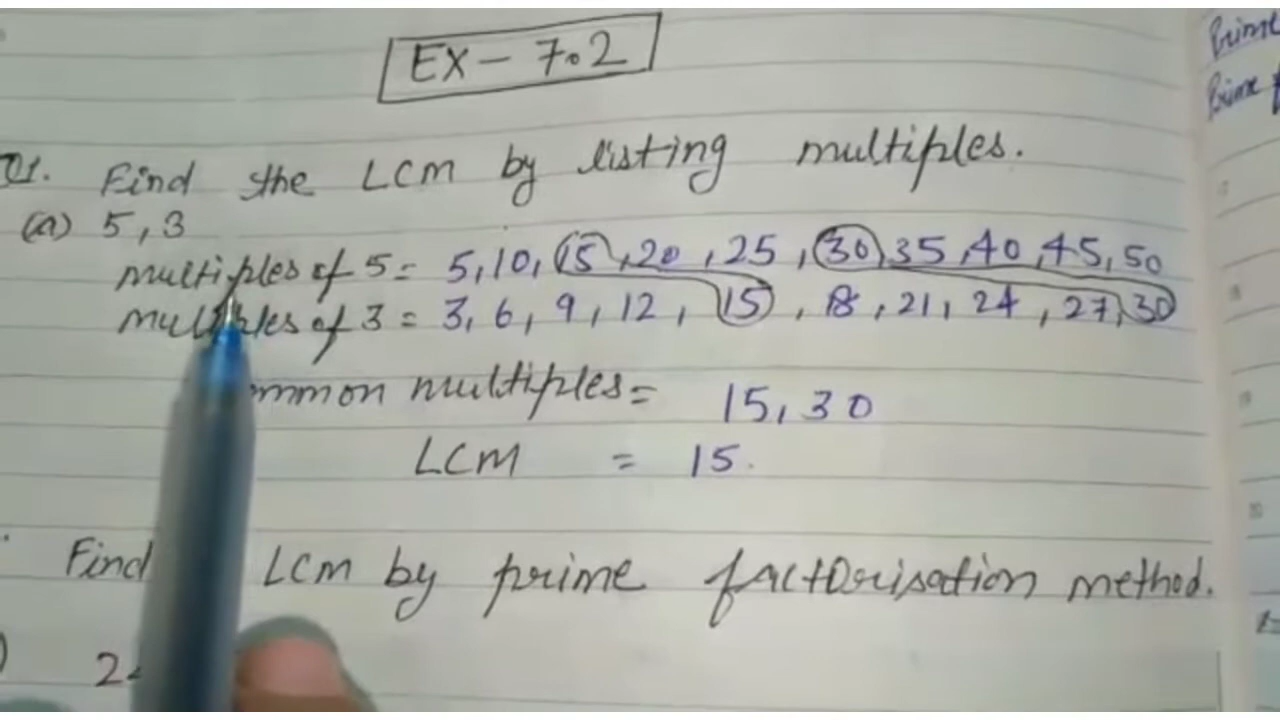 EX - 7.2
Q1. Find the LCM by listing multiples.
(a) 5, 3
multiples of 5 = 5, 10, 15, 20, 25, 30, 35, 40, 45, 50
multiples of 3 = 3, 6, 9, 12, 15, 18, 21, 24, 27, 30
multiples = 15, 30
LCM = 15.
Find LCM by prime factorisation method.
Prime
Prime